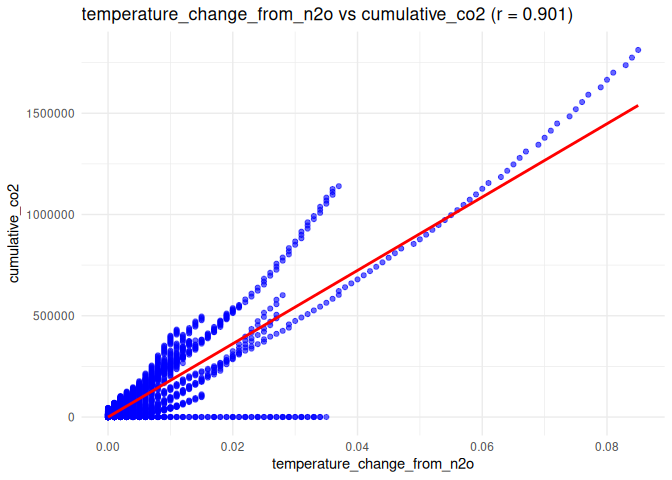 temperature_change_from_n2o vs cumulative_co2 (r = 0.901)
cumulative_co2
1500000
1000000
500000
0
0.00 0.02 0.04 0.06 0.08
temperature_change_from_n2o